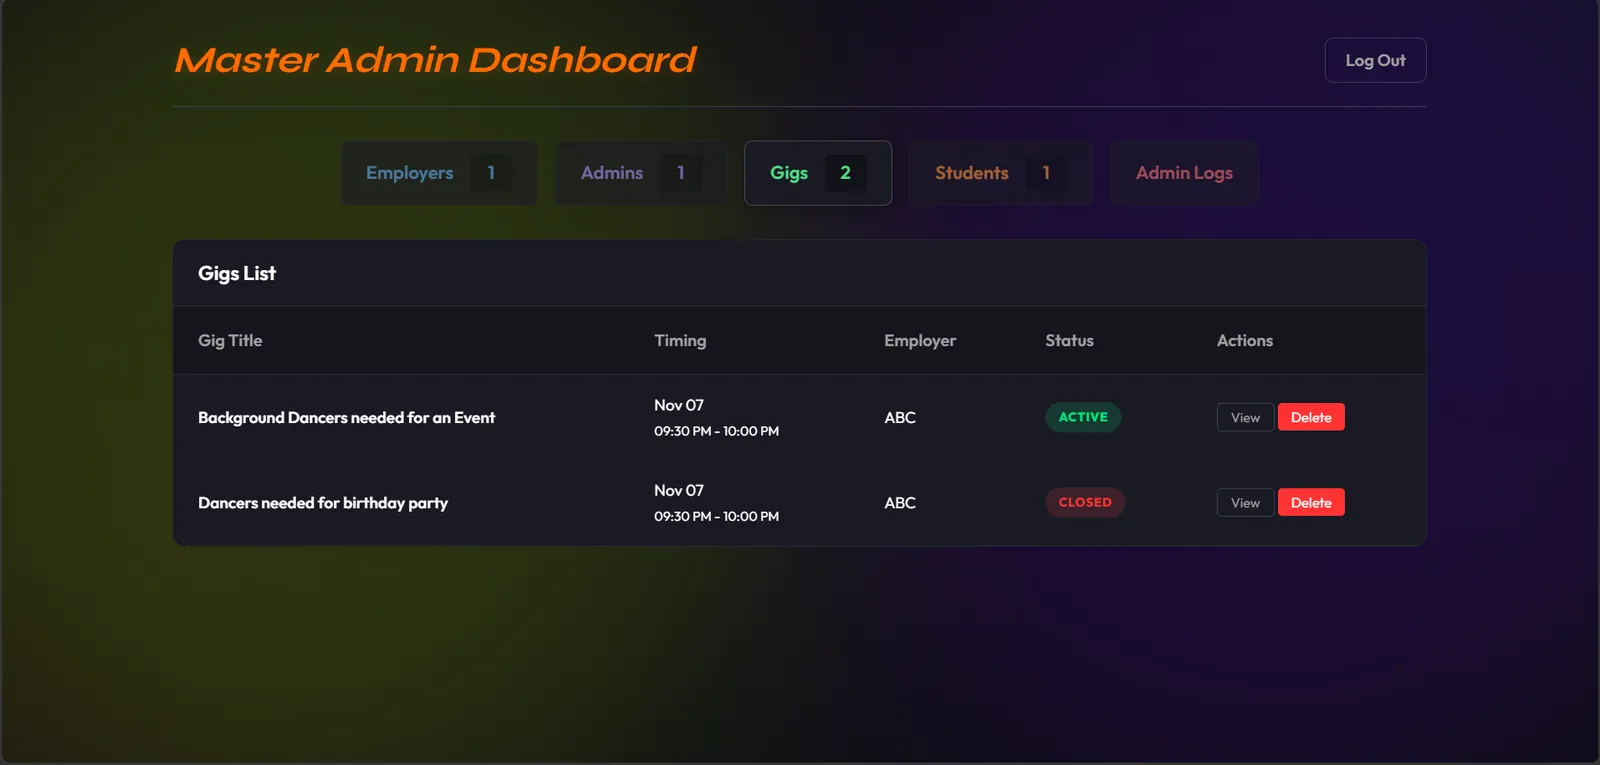 Master Admin Dashboard
Log Out
Employers 1
Admins 1
Gigs 2
Students 1
Admin Logs
Gigs List
Gig Title Timing Employer Status Actions
Background Dancers needed for an Event
Nov 07
09:30 PM - 10:00 PM
ABC
ACTIVE
View
Delete
Dancers needed for birthday party
Nov 07
09:30 PM - 10:00 PM
ABC
CLOSED
View
Delete